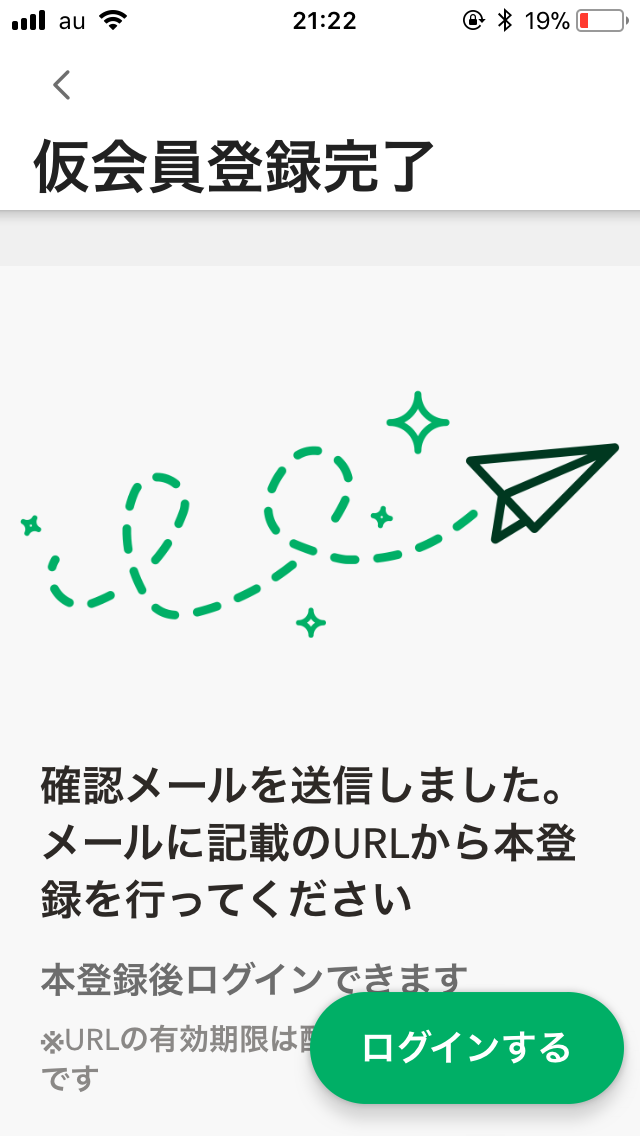 au 21:22 19%
仮会員登録完了
確認メールを送信しました。
メールに記載のURLから本登
録を行ってください
本登録後ログインできます
※URLの有効期限は
です
ログインする